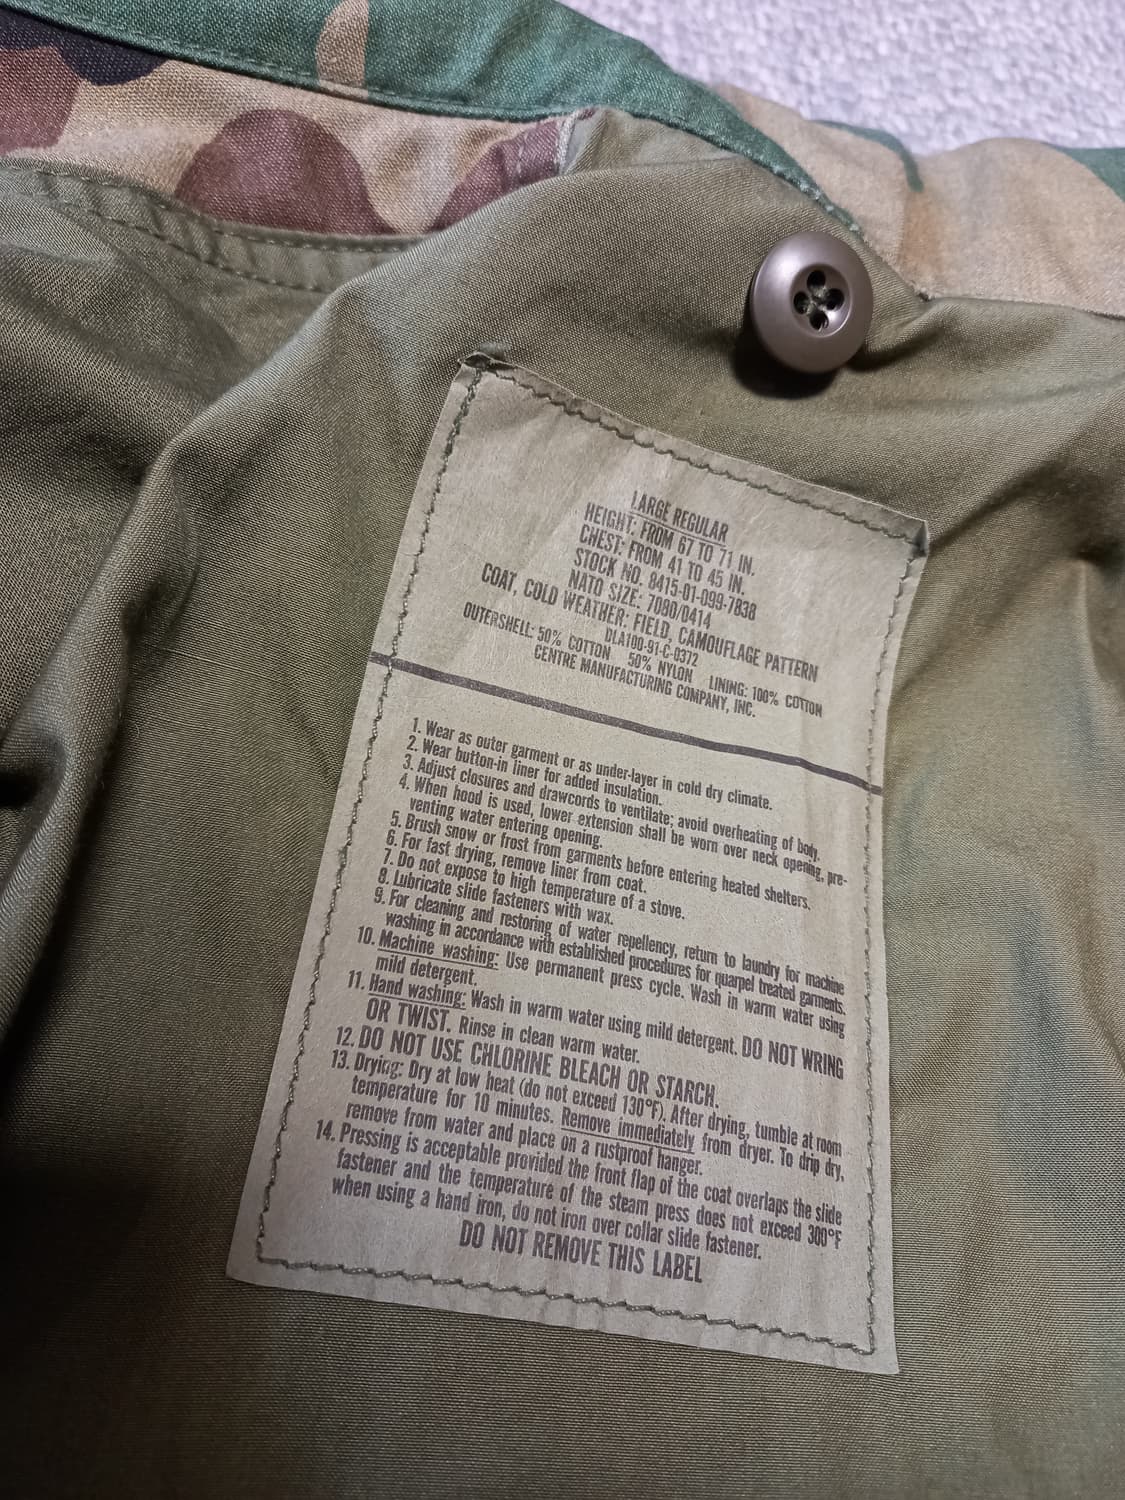 LARGE REGULAR
HEIGHT: FROM 67 TO 71 IN.
CHEST: FROM 41 TO 45 IN.
STOCK NO. 8415-01-099-7838
NATO SIZE: 7080/0414
COAT, COLD WEATHER: FIELD, CAMOUFLAGE PATTERN
DLA100-91-C-0372
OUTERSHELL: 50% COTTON 50% NYLON LINING: 100% COTTON
CENTRE MANUFACTURING COMPANY, INC.
1. Wear as outer garment or as under-layer in cold dry climate.
2. Wear button-in liner for added insulation.
3. Adjust closures and drawcords to ventilate; avoid overheating of body.
4. When hood is used, lower extension shall be worn over neck opening, pre-
venting water entering opening.
5. Brush snow or frost from garments before entering heated shelters.
6. For fast drying, remove liner from coat.
7. Do not expose to high temperature of a stove.
8. Lubricate slide fasteners with wax.
9. For cleaning and restoring of water repellency, return to laundry for machine
washing in accordance with established procedures for quarpel treated garments.
10. Machine washing: Use permanent press cycle. Wash in warm water using
mild detergent.
11. Hand washing: Wash in warm water using mild detergent. DO NOT WRING
OR TWIST. Rinse in clean warm water.
12. DO NOT USE CHLORINE BLEACH OR STARCH.
13. Drying: Dry at low heat (do not exceed 130°F). After drying, tumble at room
temperature for 10 minutes. Remove immediately from dryer. To drip dry,
remove from water and place on a rustproof hanger.
14. Pressing is acceptable provided the front flap of the coat overlaps the slide
fastener and the temperature of the steam press does not exceed 300°F
when using a hand iron, do not iron over collar slide fastener.
DO NOT REMOVE THIS LABEL